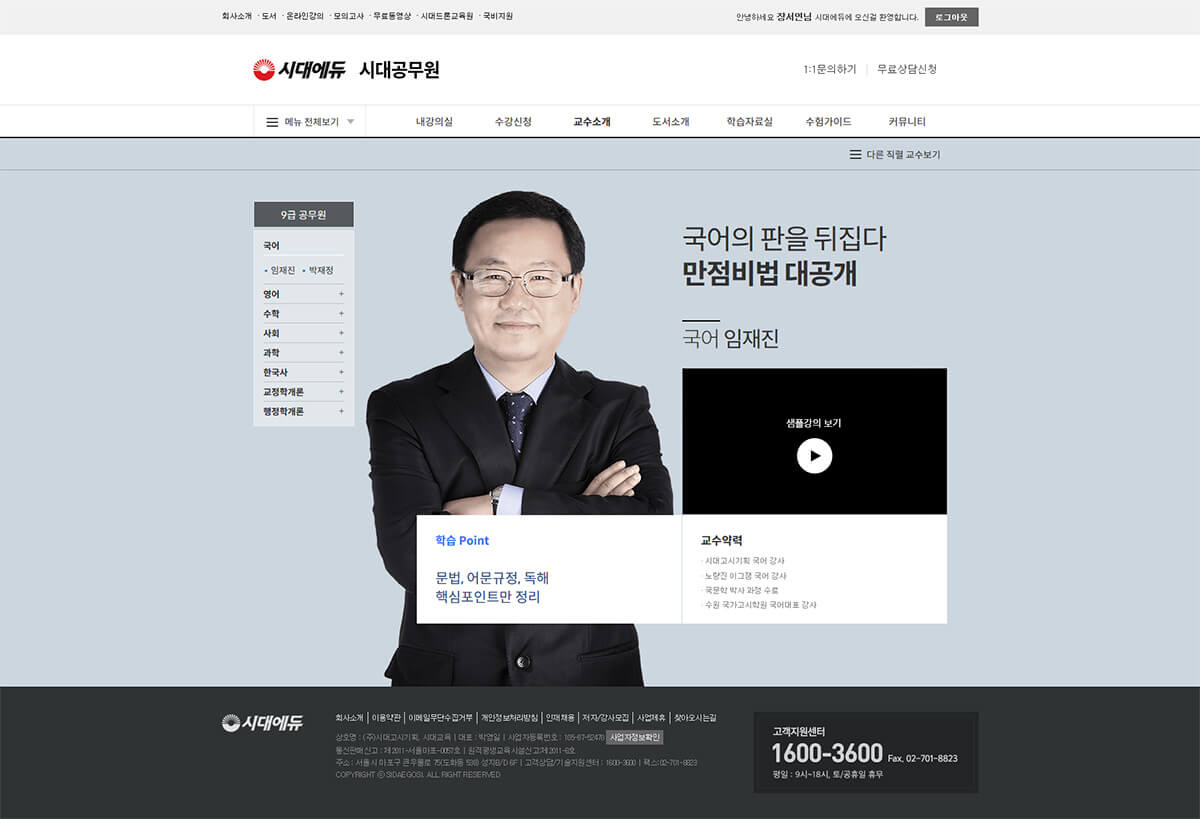 회사소개 · 도서 · 온라인강의 · 모의고사 · 무료동영상 · 시대드론교육원 · 국비지원
안녕하세요 장서연님 시대에듀에 오신걸 환영합니다. 로그아웃
시대에듀 시대공무원
1:1문의하기 무료상담신청
메뉴 전체보기 내강의실 수강신청 교수소개 도서소개 학습자료실 수험가이드 커뮤니티
다른 직렬 교수보기
9급 공무원
국어
• 임재진 • 박재정
영어 +
수학 +
사회 +
과학 +
한국사 +
교정학개론 +
행정학개론 +
국어의 판을 뒤집다
만점비법 대공개
국어 임재진
샘플강의 보기
학습 Point
문법, 어문규정, 독해
핵심포인트만 정리
교수약력
· 시대고시기획 국어 강사
· 노량진 이그잼 국어 강사
· 국문학 박사 과정 수료
· 수원 국가고시학원 국어대표 강사
시대에듀
회사소개 | 이용약관 | 이메일무단수집거부 | 개인정보처리방침 | 인재채용 | 저자/강사모집 | 사업제휴 | 찾아오시는길
상호명 : (주)시대고시기획, 시대교육 | 대표 : 박영일 | 사업자등록번호 : 105-87-52478 사업자정보확인
통신판매신고 : 제2011-서울마포-0057호 | 원격평생교육시설신고:제2011-6호
주소 : 서울시 마포구 큰우물로 75(도화동 538) 성지B/D 6F | 고객상담/기술지원센터 : 1600-3600 | 팩스:02-701-8823
COPYRIGHT ⓒ SIDAEGOSI. ALL RIGHT RESERVED
고객지원센터
1600-3600 Fax. 02-701-8823
평일 : 9시~18시, 토/공휴일 휴무